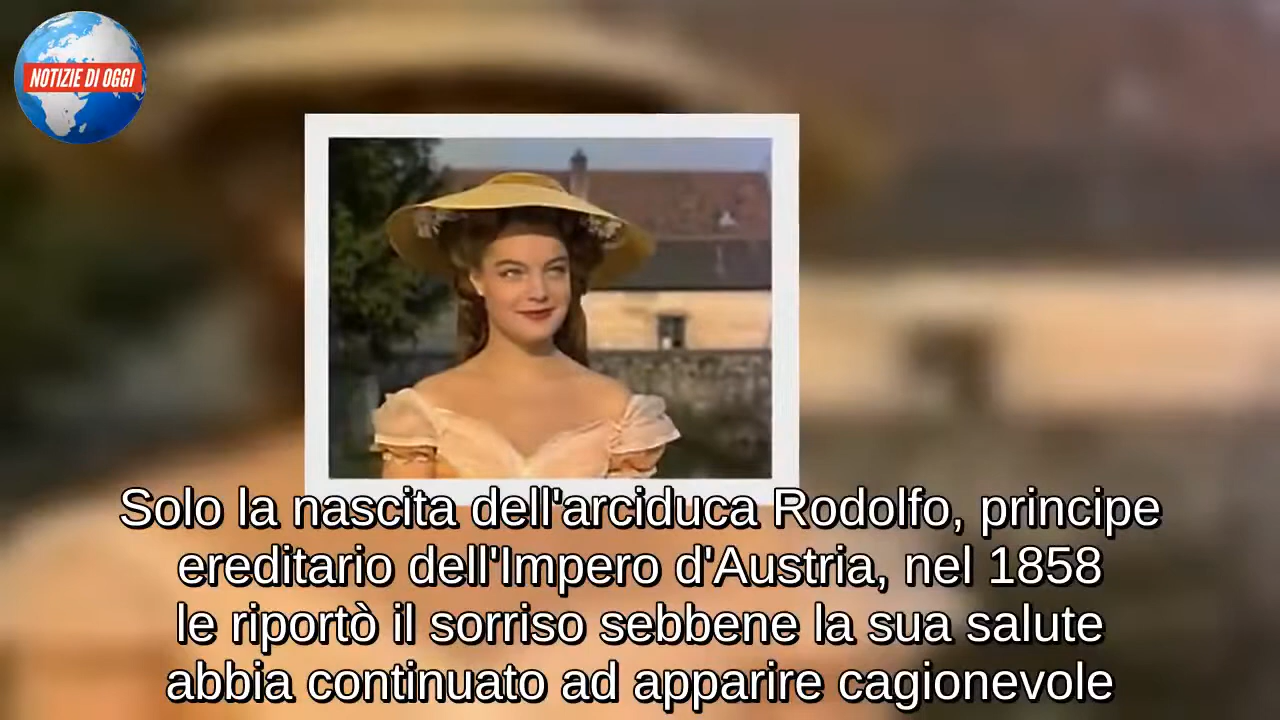 NOTIZIE DI OGGI
Solo la nascita dell'arciduca Rodolfo, principe
ereditario dell'Impero d'Austria, nel 1858
le riportò il sorriso sebbene la sua salute
abbia continuato ad apparire cagionevole